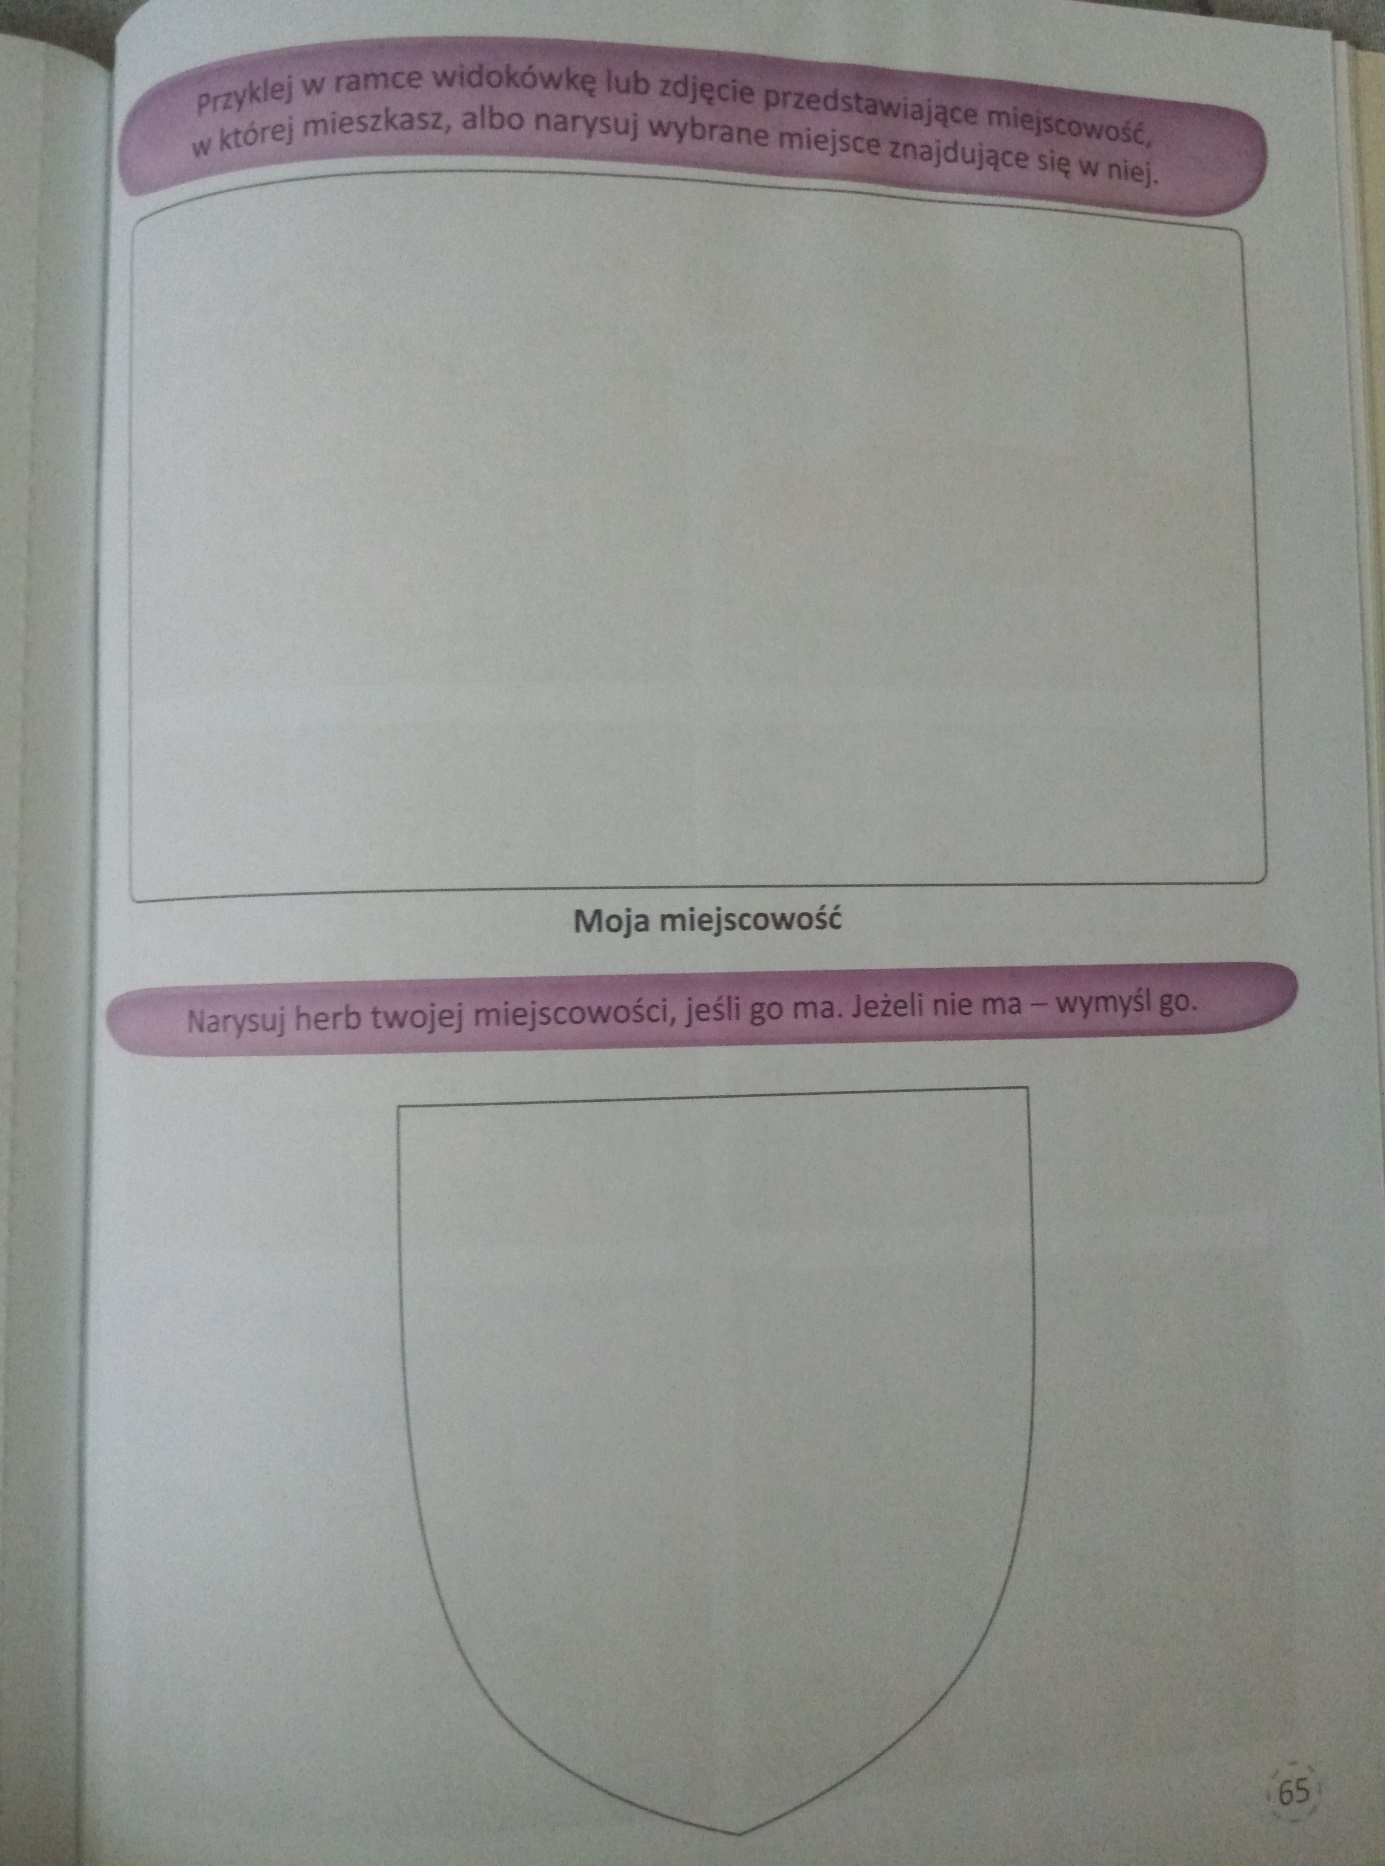 Przyklej w ramce widokówkę lub zdjęcie przedstawiające miejscowość,
w której mieszkasz, albo narysuj wybrane miejsce znajdujące się w niej.
Moja miejscowość
Narysuj herb twojej miejscowości, jeśli go ma. Jeżeli nie ma – wymyśl go.
65